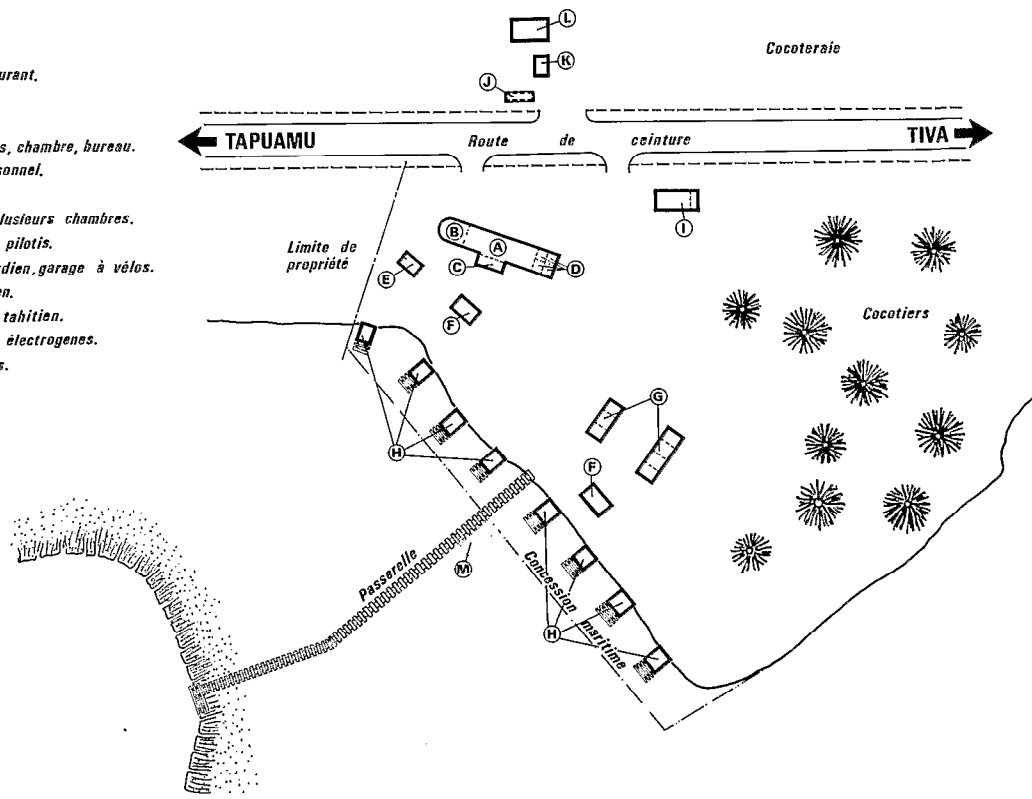 urant.
s, chambre, bureau.
sonnel.
lusieurs chambres.
pilotis.
dien, garage à vélos.
en.
tahitien.
électrogenes.
s.
L
K
J
Cocoteraie
TAPUAMU
Route de ceinture
TIVA
I
B
A
C
D
E
Limite de
propriété
F
Cocotiers
G
H
F
Passerelle
M
Concession
maritime
H